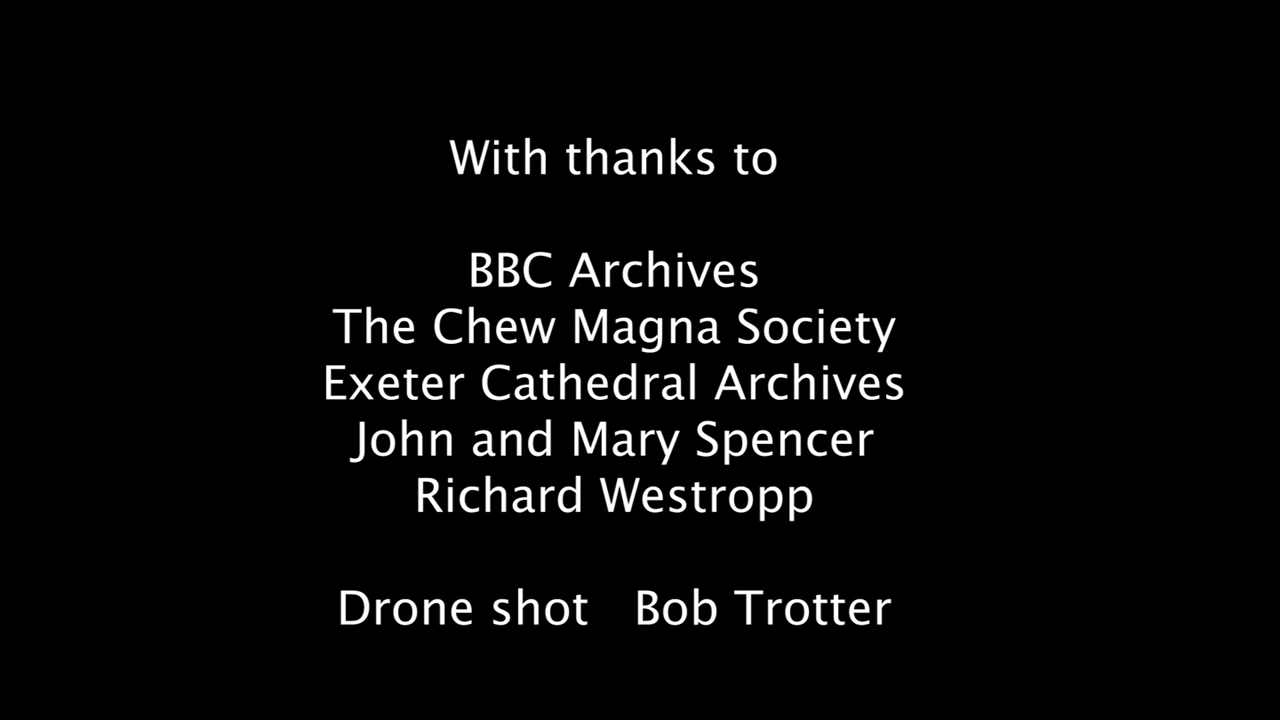 With thanks to
BBC Archives
The Chew Magna Society
Exeter Cathedral Archives
John and Mary Spencer
Richard Westropp
Drone shot Bob Trotter